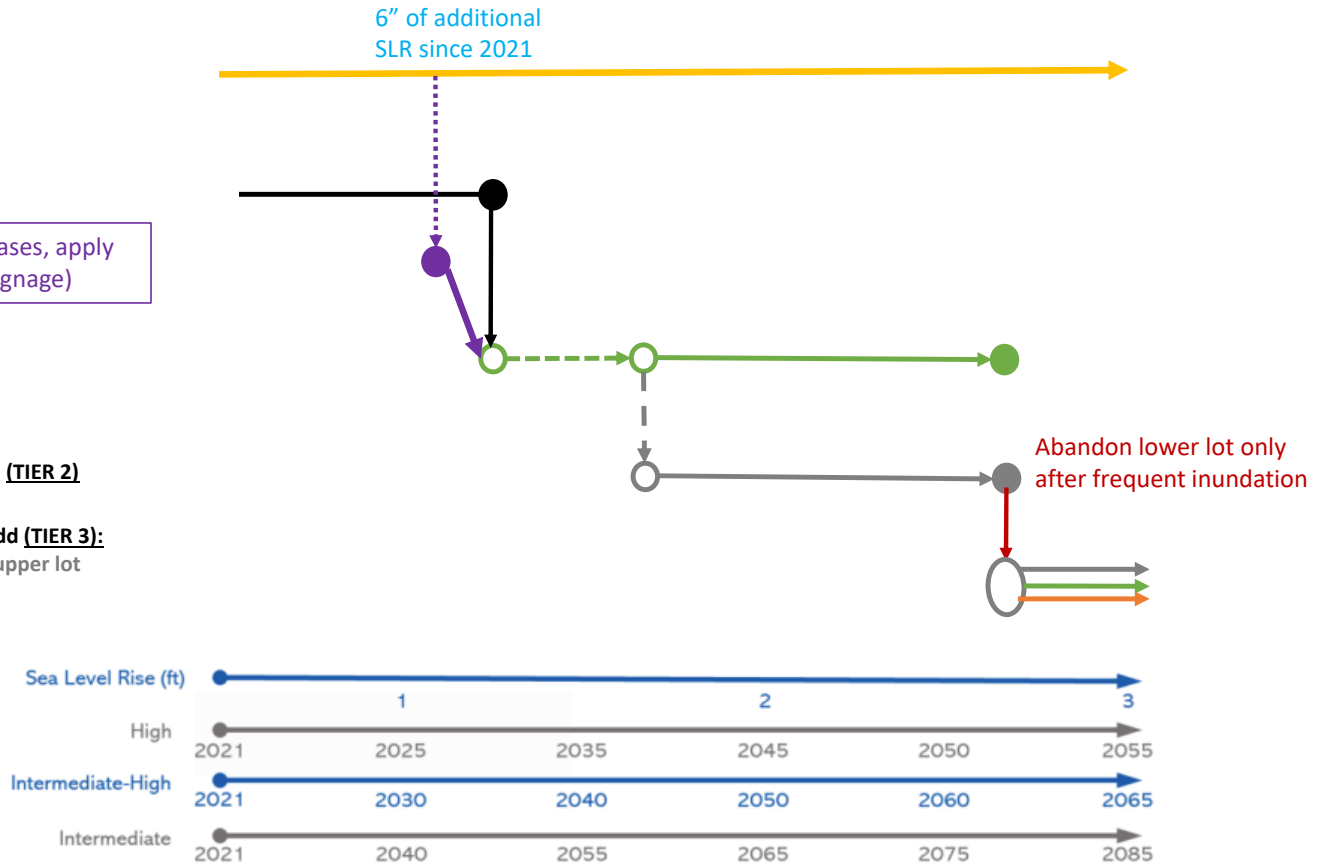 6” of additional
SLR since 2021
ases, apply
gnage)
Abandon lower lot only
after frequent inundation
(TIER 2)
dd (TIER 3):
upper lot
Sea Level Rise (ft)
1 2 3
High
2021 2025 2035 2045 2050 2055
Intermediate-High
2021 2030 2040 2050 2060 2065
Intermediate
2021 2040 2055 2065 2075 2085